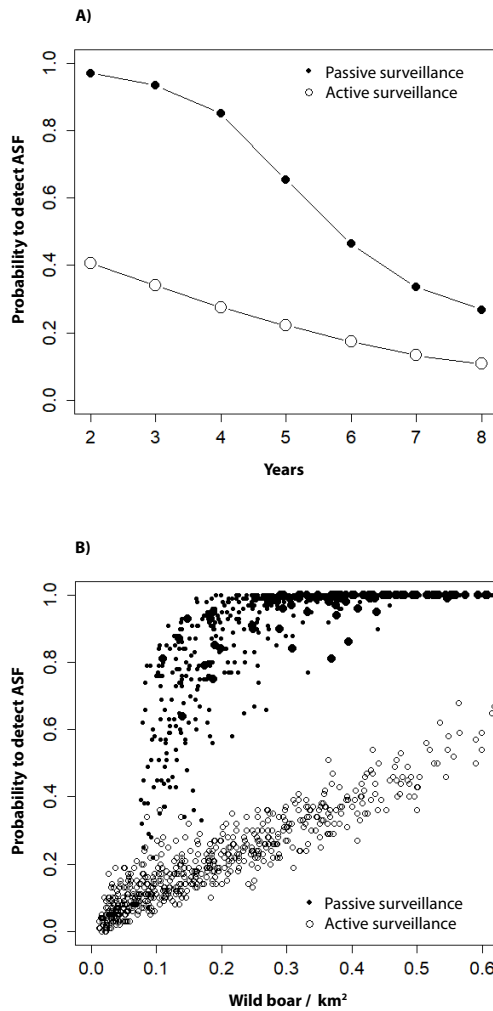 A)
Probability to detect ASF
1.0
0.8
0.6
0.4
0.2
0.0
Passive surveillance
Active surveillance
2 3 4 5 6 7 8
Years
B)
Probability to detect ASF
1.0
0.8
0.6
0.4
0.2
0.0
Passive surveillance
Active surveillance
0.0 0.1 0.2 0.3 0.4 0.5 0.6
Wild boar / km²